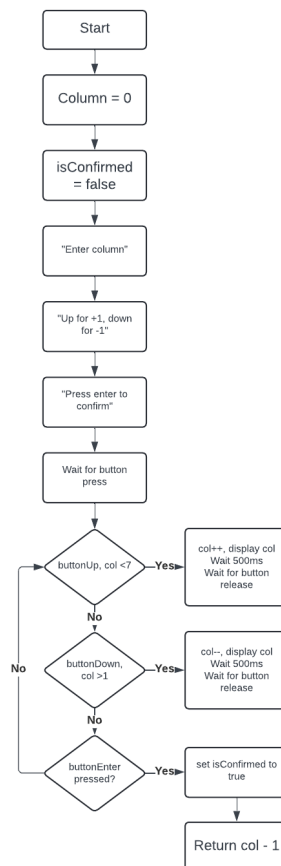 Start
Column = 0
isConfirmed
= false
"Enter column"
"Up for +1, down
for -1"
"Press enter to
confirm"
Wait for button
press
buttonUp, col <7
Yes
col++, display col
Wait 500ms
Wait for button
release
No
buttonDown,
col >1
Yes
col--, display col
Wait 500ms
Wait for button
release
No
No
buttonEnter
pressed?
Yes
set isConfirmed to
true
Return col - 1